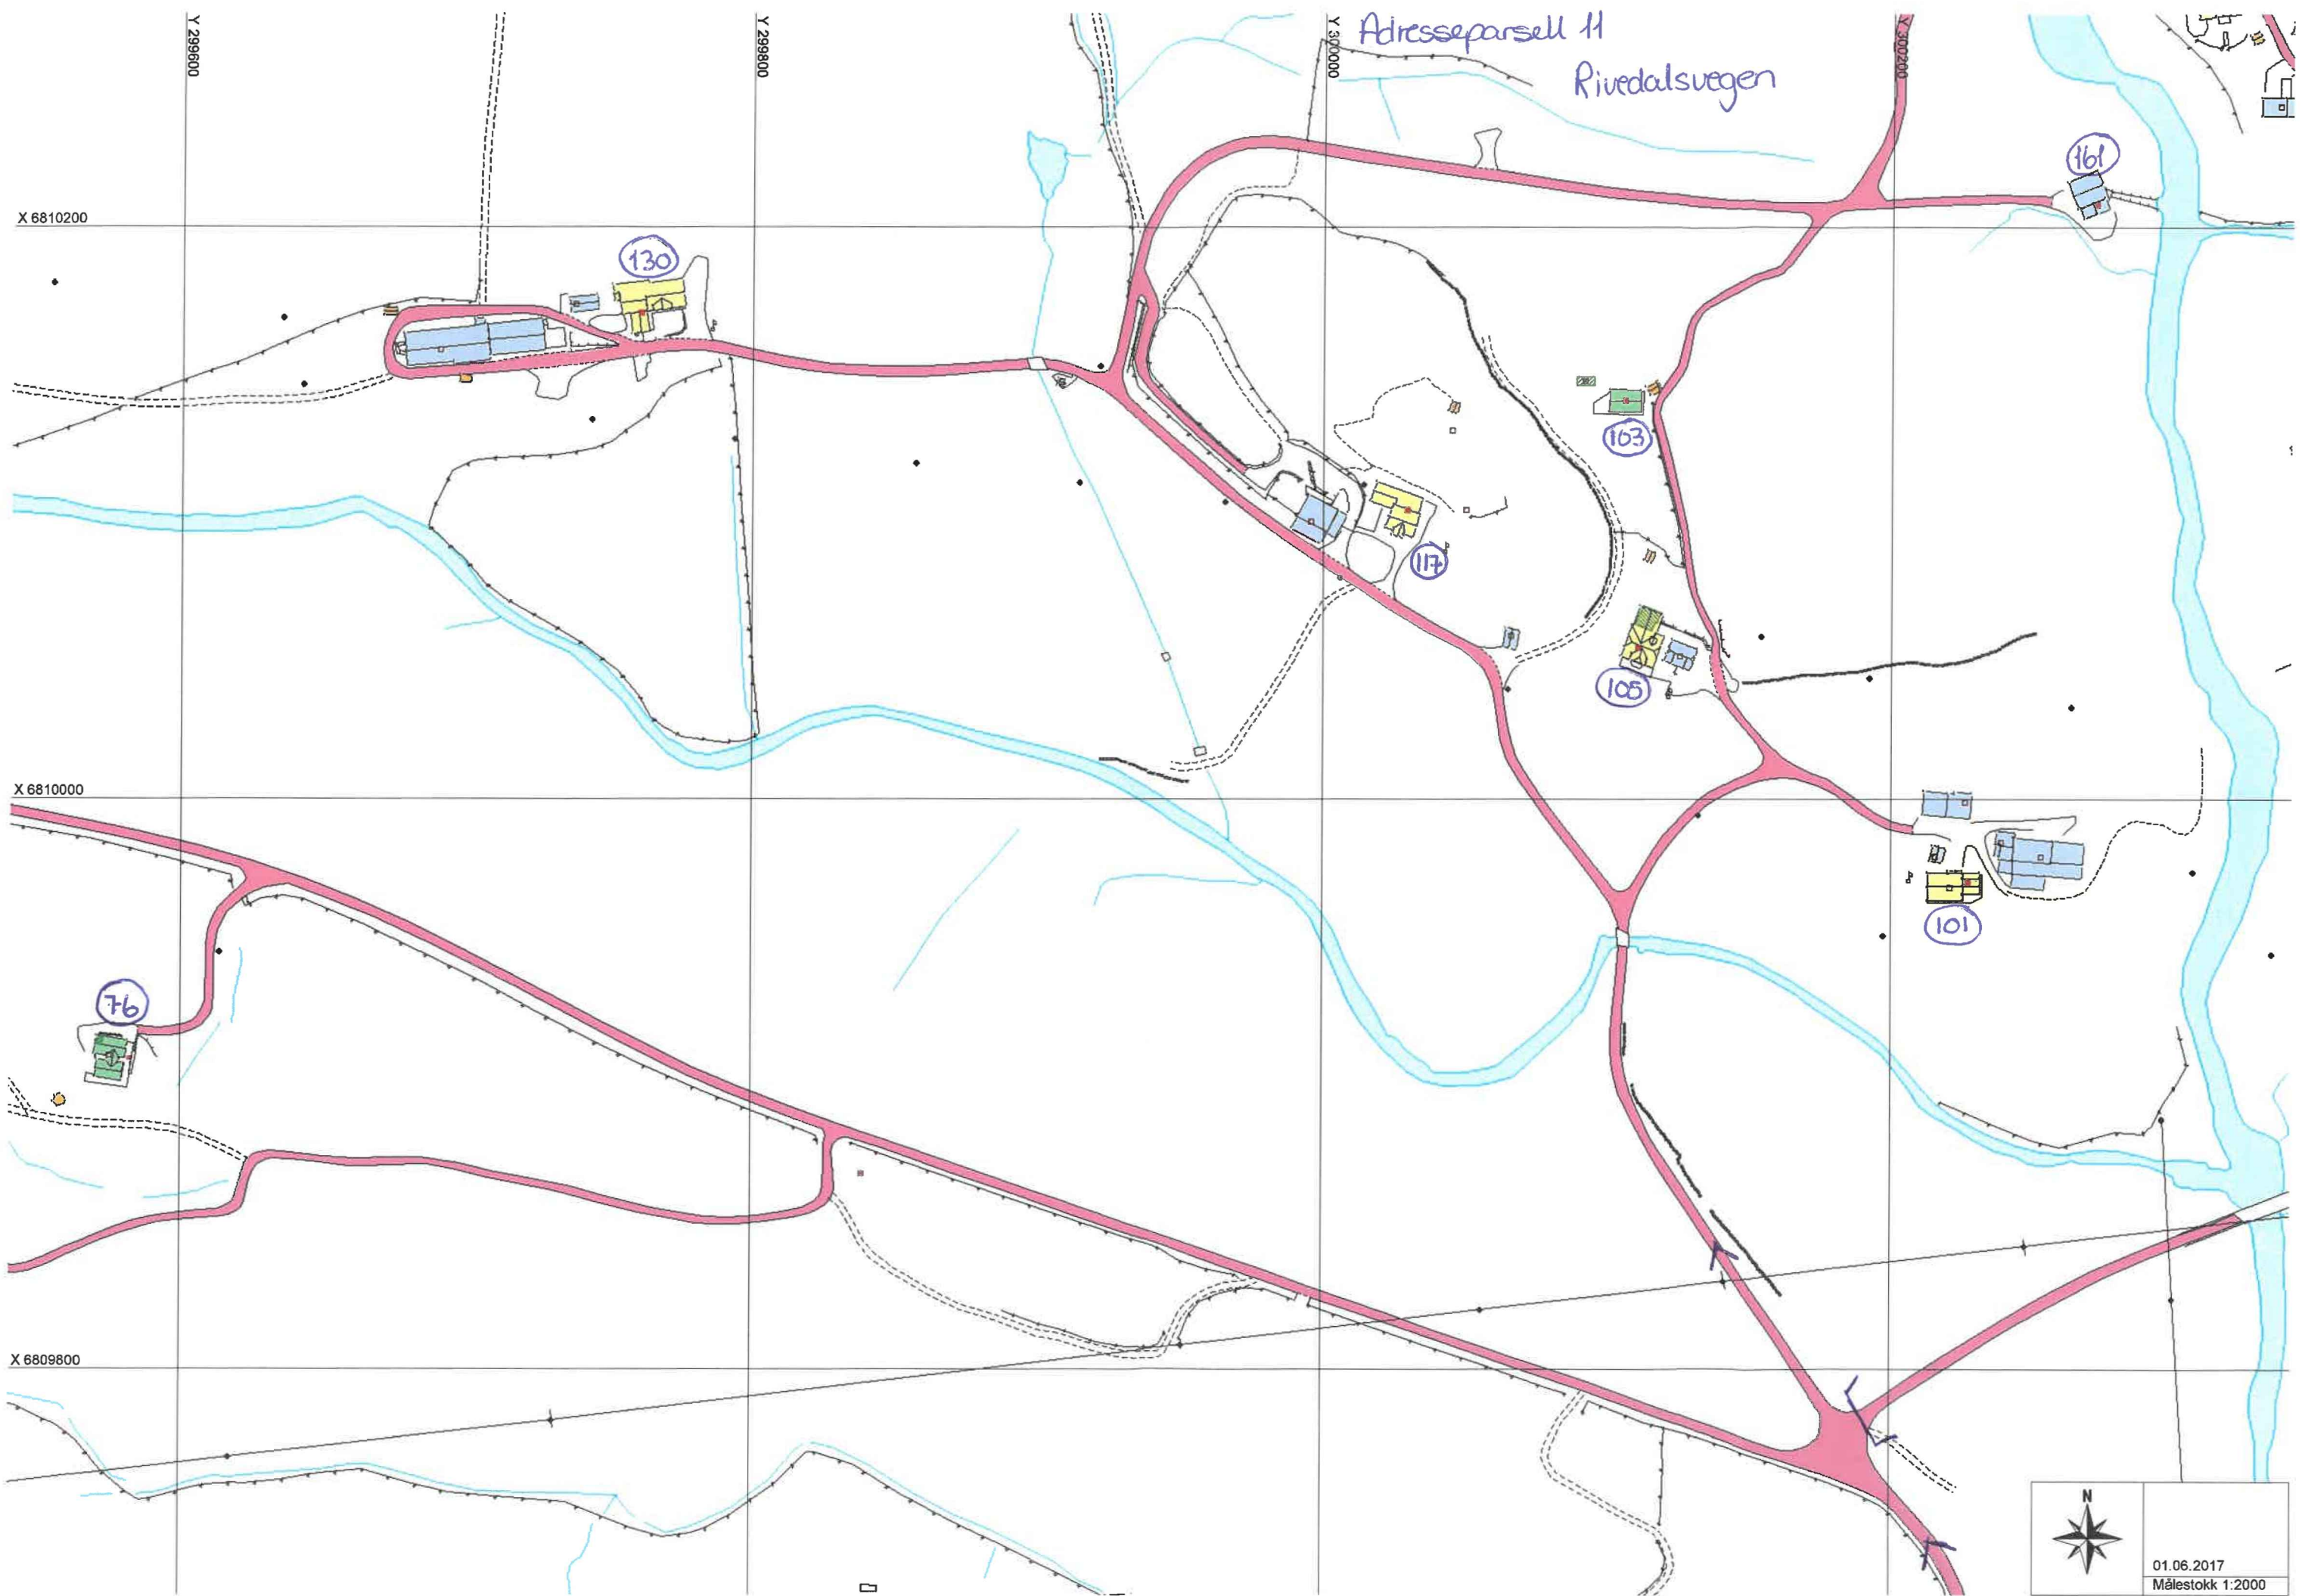 Adresseparsell 11
Rivedalsvegen
Y 299600
Y 299800
Y 300000
Y 300200
161
X 6810200
130
163
117
105
X 6810000
101
76
X 6809800
N
01.06.2017
Målestokk 1:2000